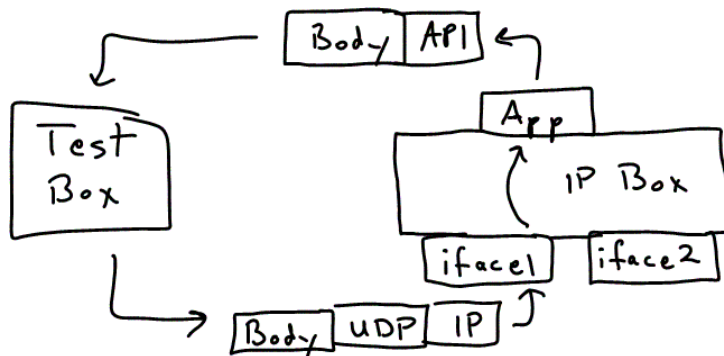 Body API
App
Test
Box
IP Box
iface1 iface2
Body UDP IP